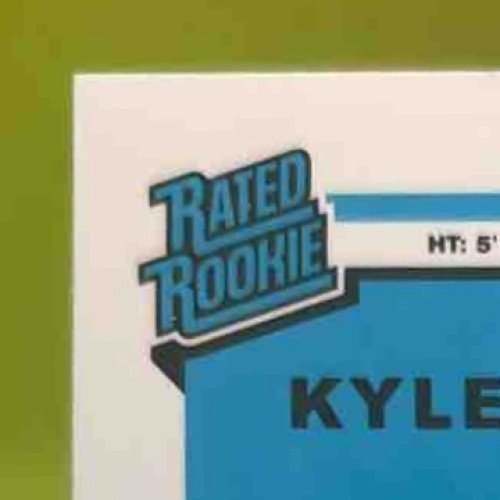 RATED
ROOKIE
HT: 5'
KYLE